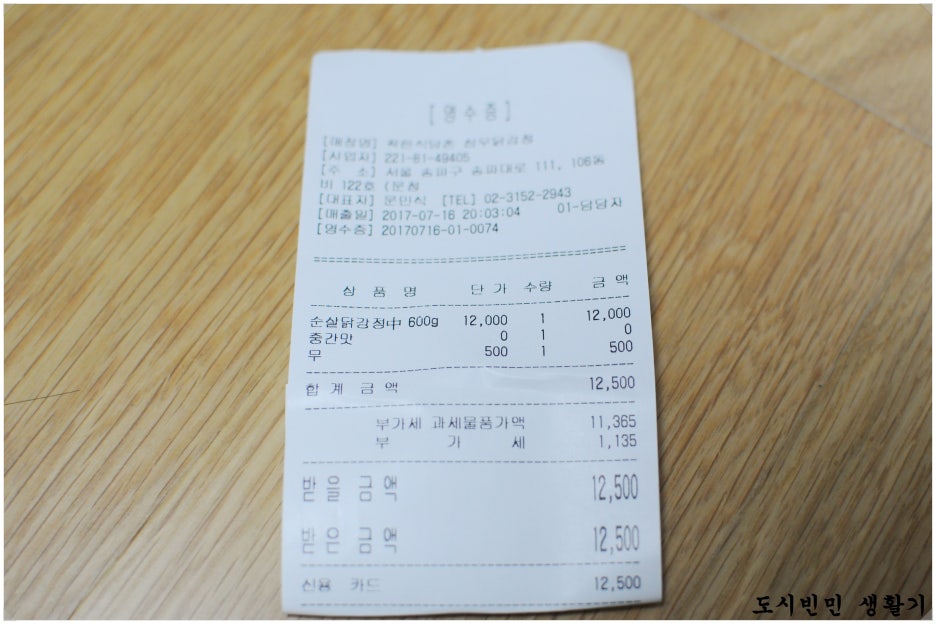 [영수증]
[매장명] 착한식당촌 청우닭강정
[사업자] 221-81-49405
[주 소] 서울 송파구 송파대로 111, 106동
비 122호 (문정
[대표자] 문민식 [TEL] 02-3152-2943
[매출일] 2017-07-16 20:03:04 01-담당자
[영수증] 20170716-01-0074
상 품 명 단 가 수량 금 액
순살닭강정中 600g 12,000 1 12,000
중간맛 0 1 0
무 500 1 500
합 계 금 액 12,500
부가세 과세물품가액 11,365
부 가 세 1,135
받 을 금 액 12,500
받 은 금 액 12,500
신용 카드 12,500
도시빈민 생활기